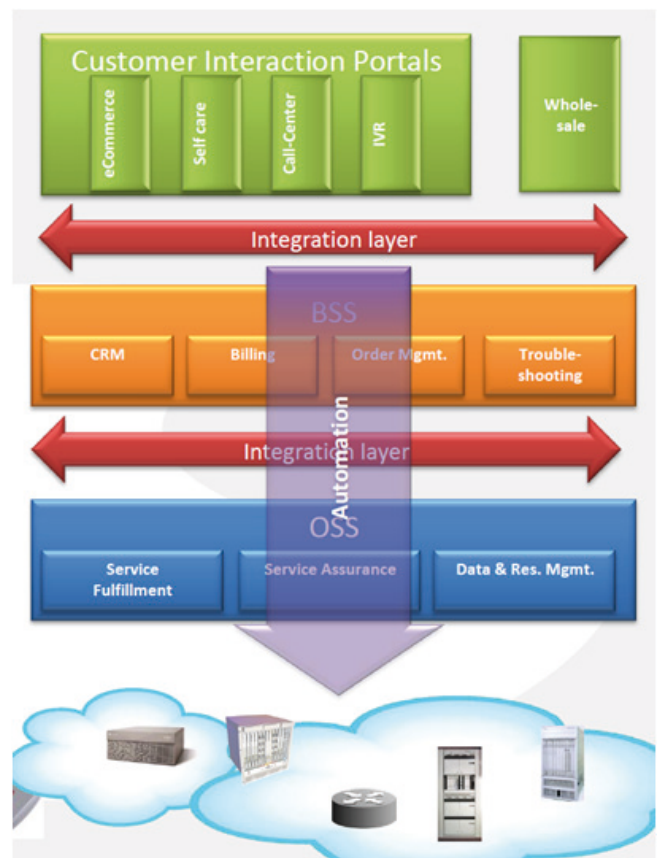 Customer Interaction Portals
eCommerce
Self care
Call-Center
IVR
Whole-
sale
Integration layer
BSS
CRM
Billing
Order Mgmt.
Trouble-
shooting
Automation
Integration layer
OSS
Service
Fulfillment
Service Assurance
Data & Res. Mgmt.